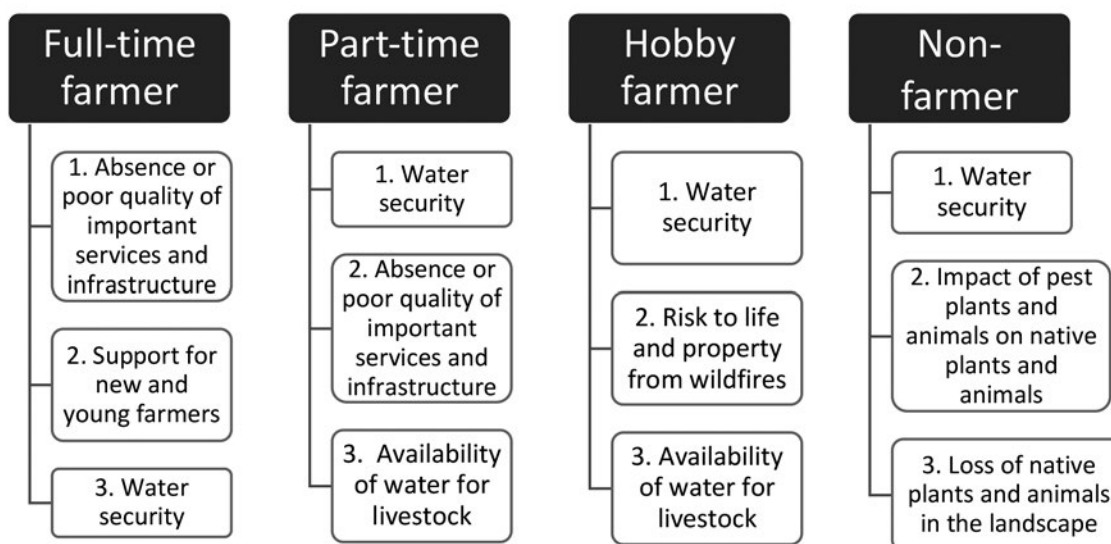 Full-time
farmer
1. Absence or
poor quality of
important
services and
infrastructure
2. Support for
new and
young farmers
3. Water
security
Part-time
farmer
1. Water
security
2. Absence or
poor quality of
important
services and
infrastructure
3. Availability
of water for
livestock
Hobby
farmer
1. Water
security
2. Risk to life
and property
from wildfires
3. Availability
of water for
livestock
Non-
farmer
1. Water
security
2. Impact of pest
plants and
animals on native
plants and
animals
3. Loss of native
plants and animals
in the landscape